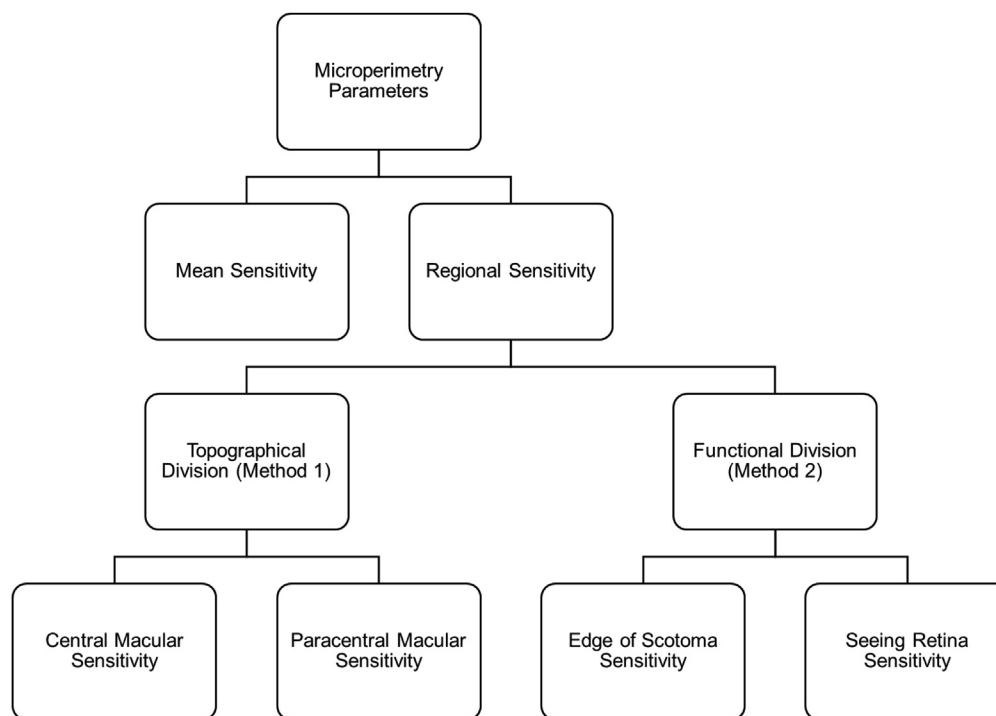 Microperimetry
Parameters
Mean Sensitivity
Regional Sensitivity
Topographical
Division (Method 1)
Functional Division
(Method 2)
Central Macular
Sensitivity
Paracentral Macular
Sensitivity
Edge of Scotoma
Sensitivity
Seeing Retina
Sensitivity